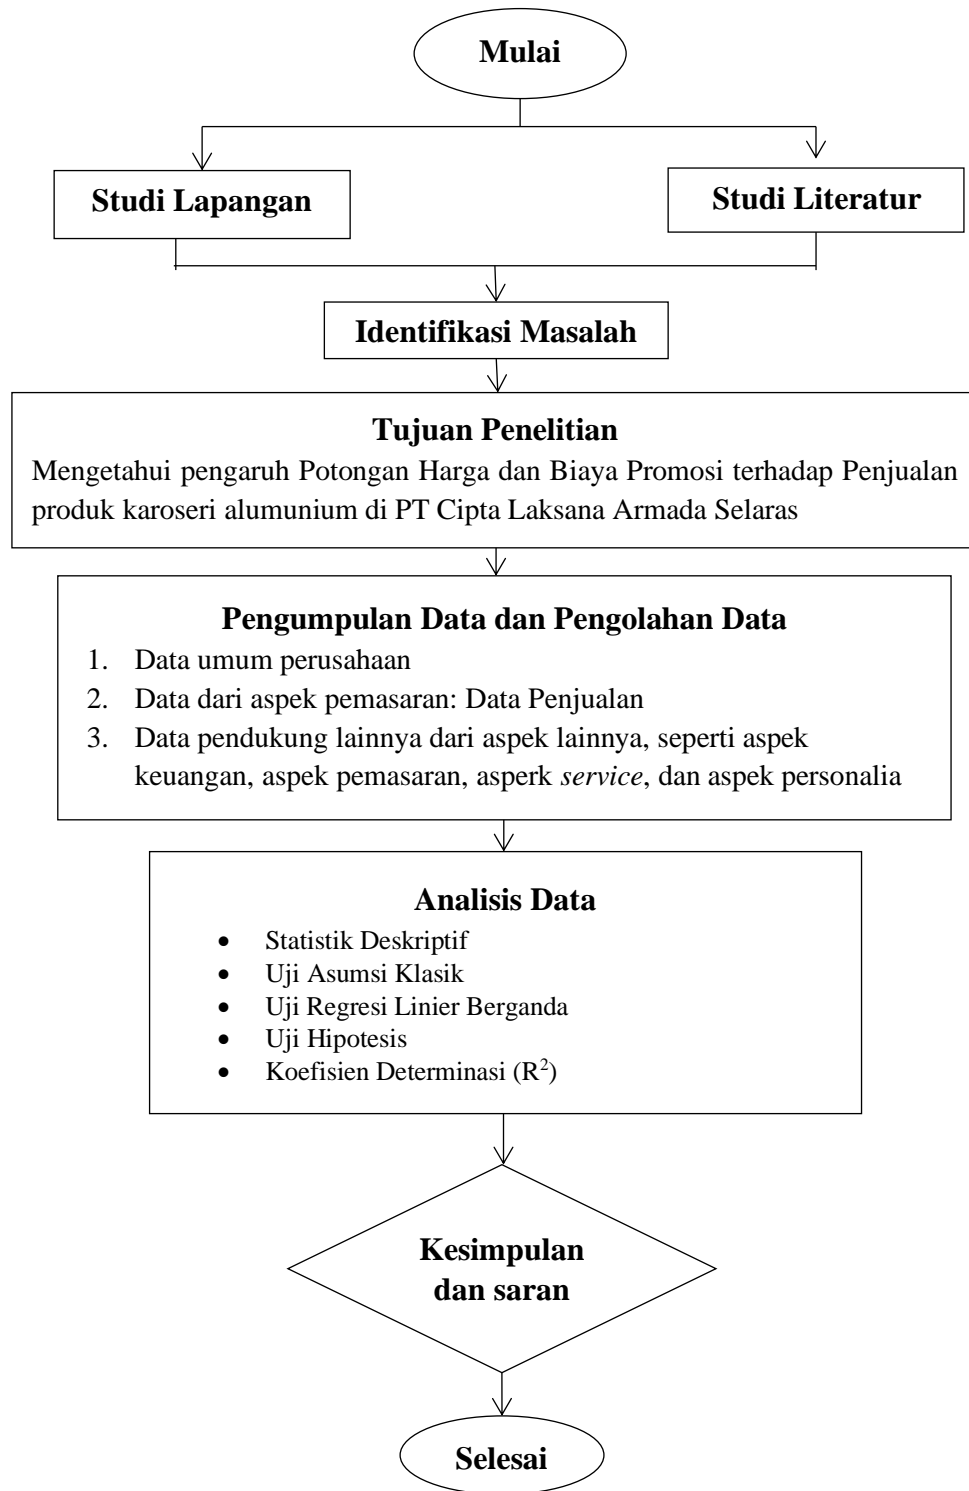 Mulai
Studi Lapangan
Studi Literatur
Identifikasi Masalah
Tujuan Penelitian
Mengetahui pengaruh Potongan Harga dan Biaya Promosi terhadap Penjualan
produk karoseri alumunium di PT Cipta Laksana Armada Selaras
Pengumpulan Data dan Pengolahan Data
1. Data umum perusahaan
2. Data dari aspek pemasaran: Data Penjualan
3. Data pendukung lainnya dari aspek lainnya, seperti aspek
keuangan, aspek pemasaran, asperk service, dan aspek personalia
Analisis Data
• Statistik Deskriptif
• Uji Asumsi Klasik
• Uji Regresi Linier Berganda
• Uji Hipotesis
• Koefisien Determinasi (R²)
Kesimpulan
dan saran
Selesai